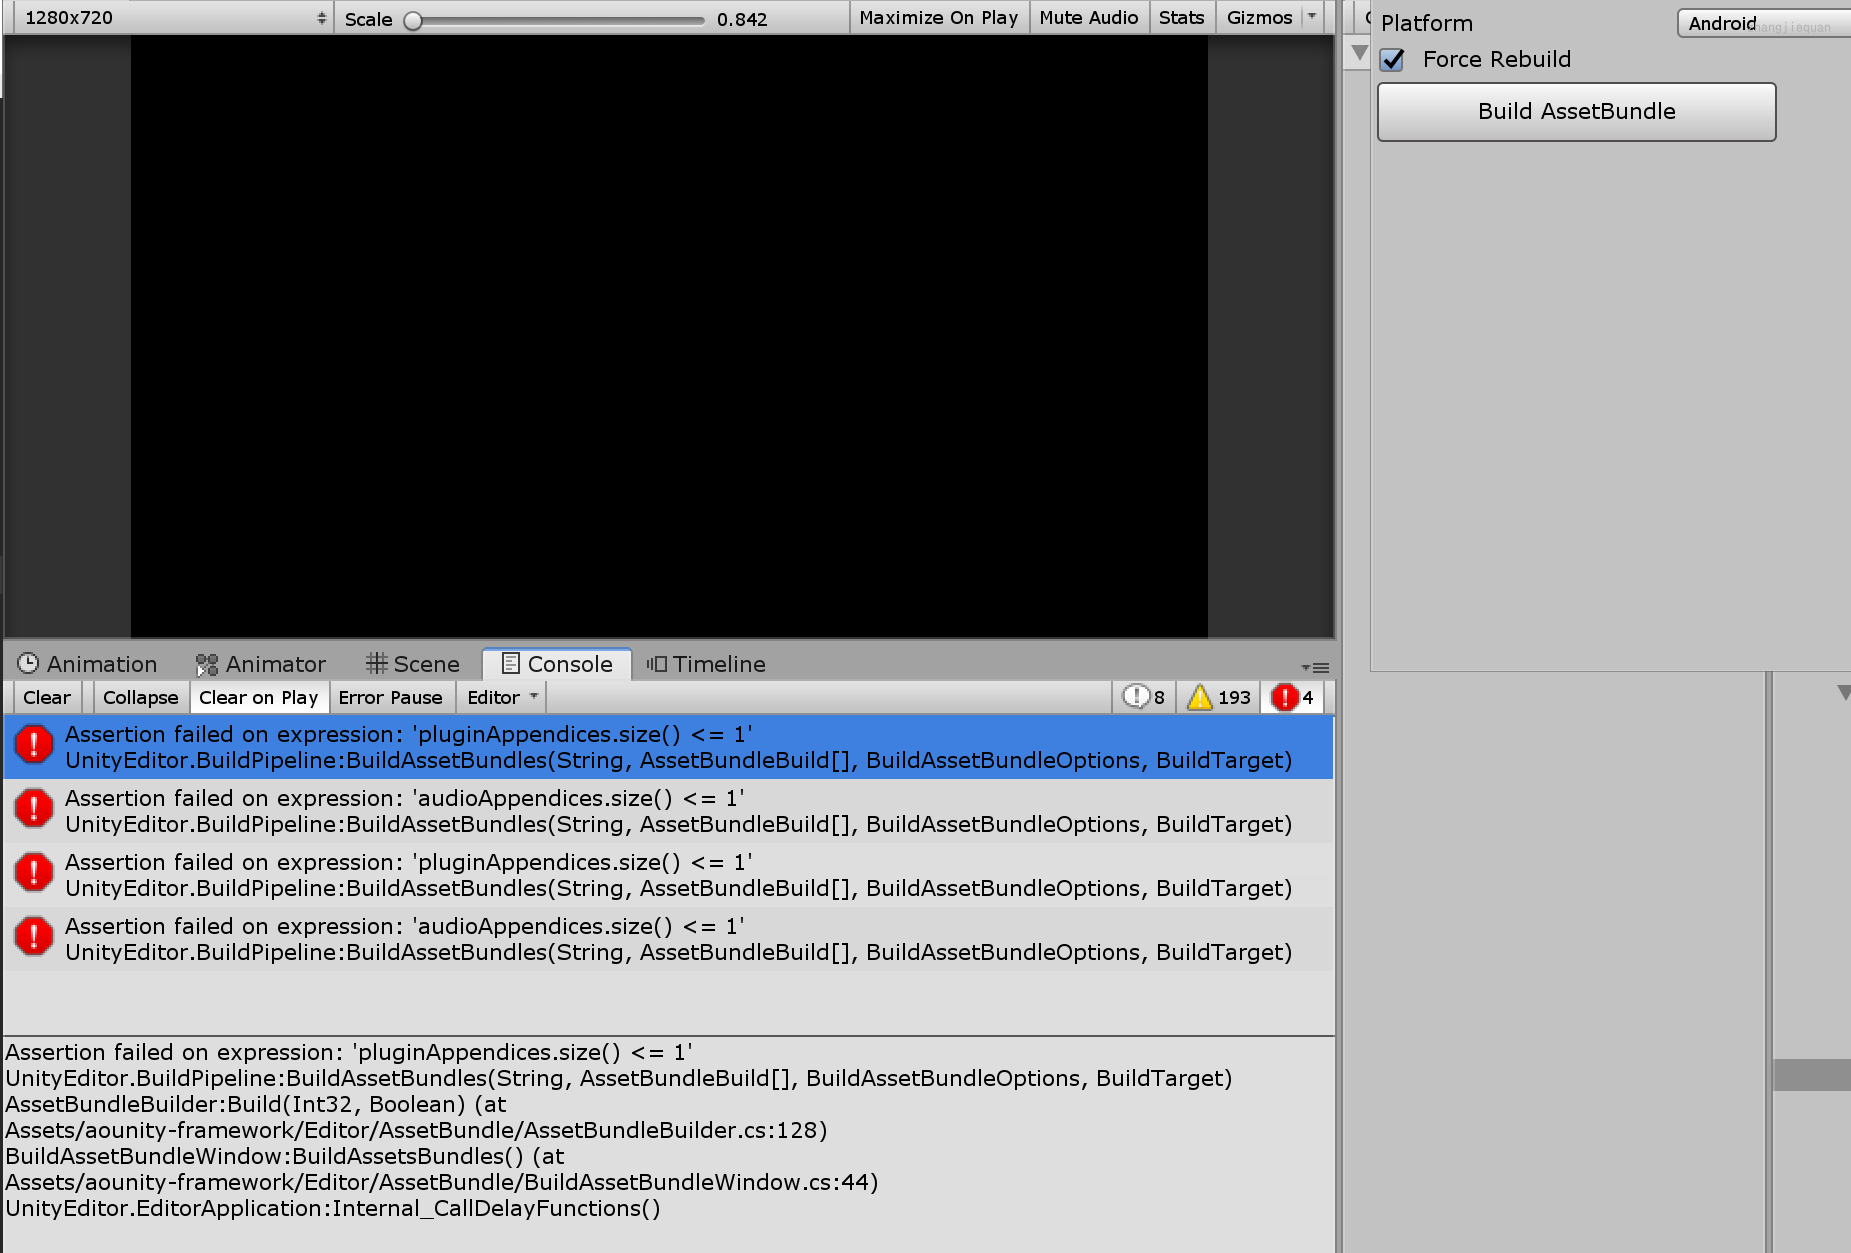 1280x720
Scale 0.842
Maximize On Play
Mute Audio
Stats
Gizmos
Platform
Android
zhangjiequan
Force Rebuild
Build AssetBundle
Animation
Animator
Scene
Console
Timeline
Clear
Collapse
Clear on Play
Error Pause
Editor
8
193
4
Assertion failed on expression: 'pluginAppendices.size() <= 1'
UnityEditor.BuildPipeline:BuildAssetBundles(String, AssetBundleBuild[], BuildAssetBundleOptions, BuildTarget)
Assertion failed on expression: 'audioAppendices.size() <= 1'
UnityEditor.BuildPipeline:BuildAssetBundles(String, AssetBundleBuild[], BuildAssetBundleOptions, BuildTarget)
Assertion failed on expression: 'pluginAppendices.size() <= 1'
UnityEditor.BuildPipeline:BuildAssetBundles(String, AssetBundleBuild[], BuildAssetBundleOptions, BuildTarget)
Assertion failed on expression: 'audioAppendices.size() <= 1'
UnityEditor.BuildPipeline:BuildAssetBundles(String, AssetBundleBuild[], BuildAssetBundleOptions, BuildTarget)
Assertion failed on expression: 'pluginAppendices.size() <= 1'
UnityEditor.BuildPipeline:BuildAssetBundles(String, AssetBundleBuild[], BuildAssetBundleOptions, BuildTarget)
AssetBundleBuilder:Build(Int32, Boolean) (at
Assets/aounity-framework/Editor/AssetBundle/AssetBundleBuilder.cs:128)
BuildAssetBundleWindow:BuildAssetsBundles() (at
Assets/aounity-framework/Editor/AssetBundle/BuildAssetBundleWindow.cs:44)
UnityEditor.EditorApplication:Internal_CallDelayFunctions()